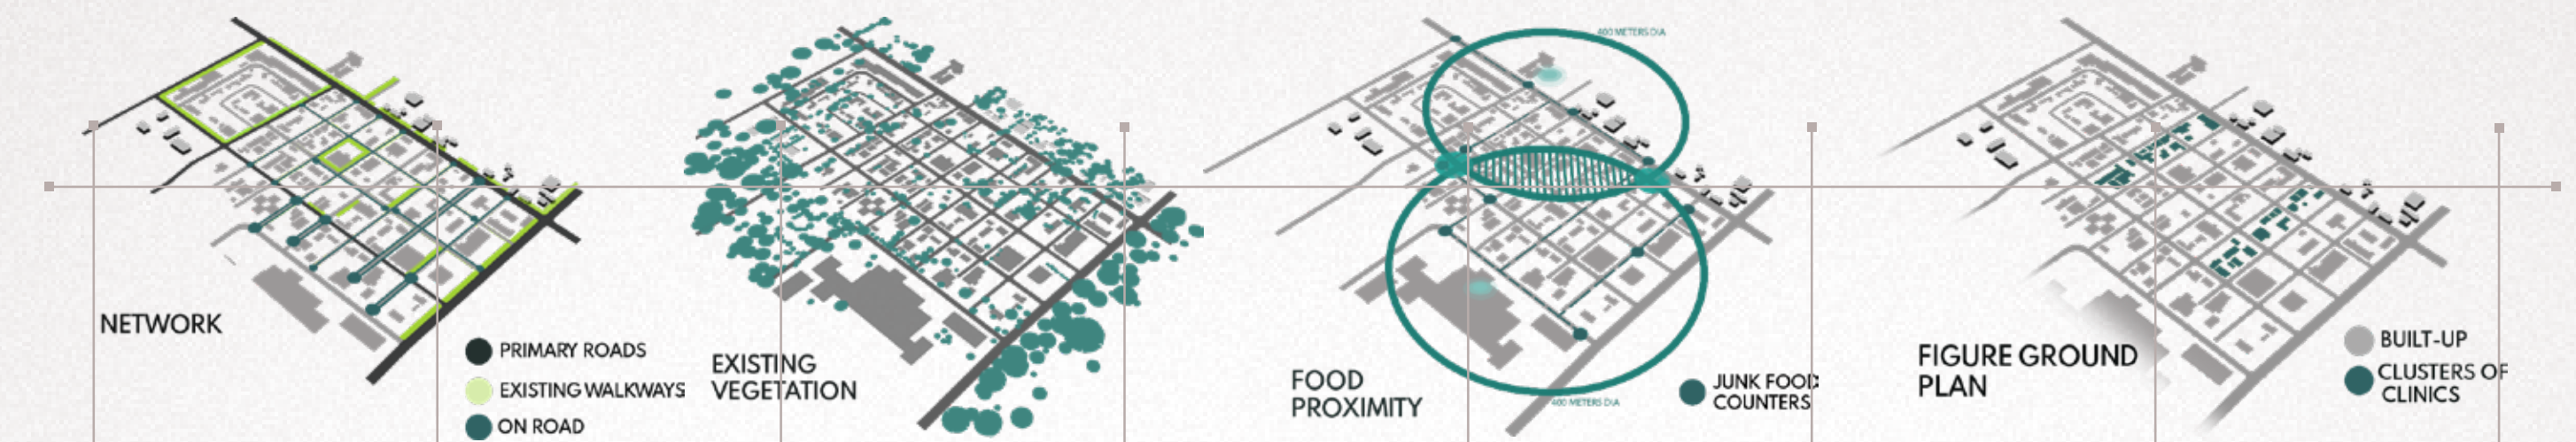 NETWORK
PRIMARY ROADS
EXISTING WALKWAYS
ON ROAD
EXISTING
VEGETATION
400 METERS DIA
FOOD
PROXIMITY
400 METERS DIA
JUNK FOOD
COUNTERS
FIGURE GROUND
PLAN
BUILT-UP
CLUSTERS OF
CLINICS